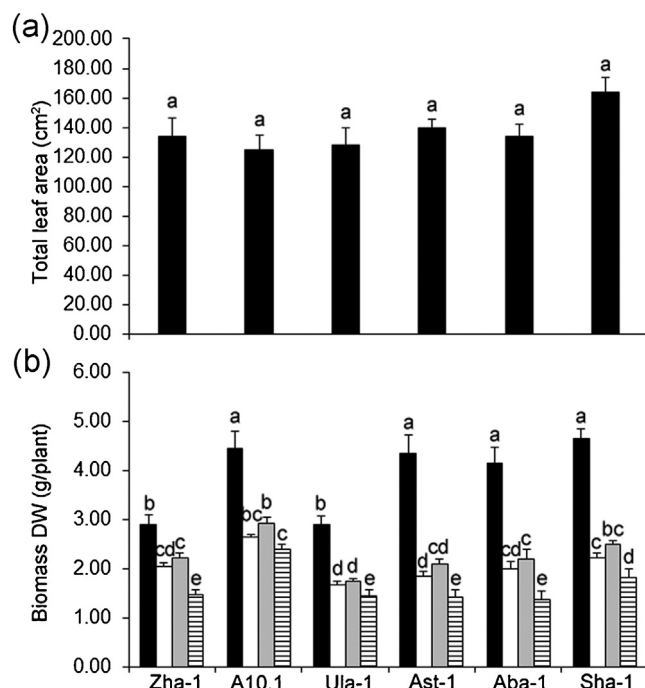 (a)
Total leaf area (cm²)
200.00
180.00
160.00
140.00
120.00
100.00
80.00
60.00
40.00
20.00
0.00
a a a a a a
(b)
Biomass DW (g/plant)
6.00
5.00
4.00
3.00
2.00
1.00
0.00
b cd c e
a bc b c
b d d e
a d cd e
a cd c e
a c bc d
Zha-1 A10.1 Ula-1 Ast-1 Aba-1 Sha-1